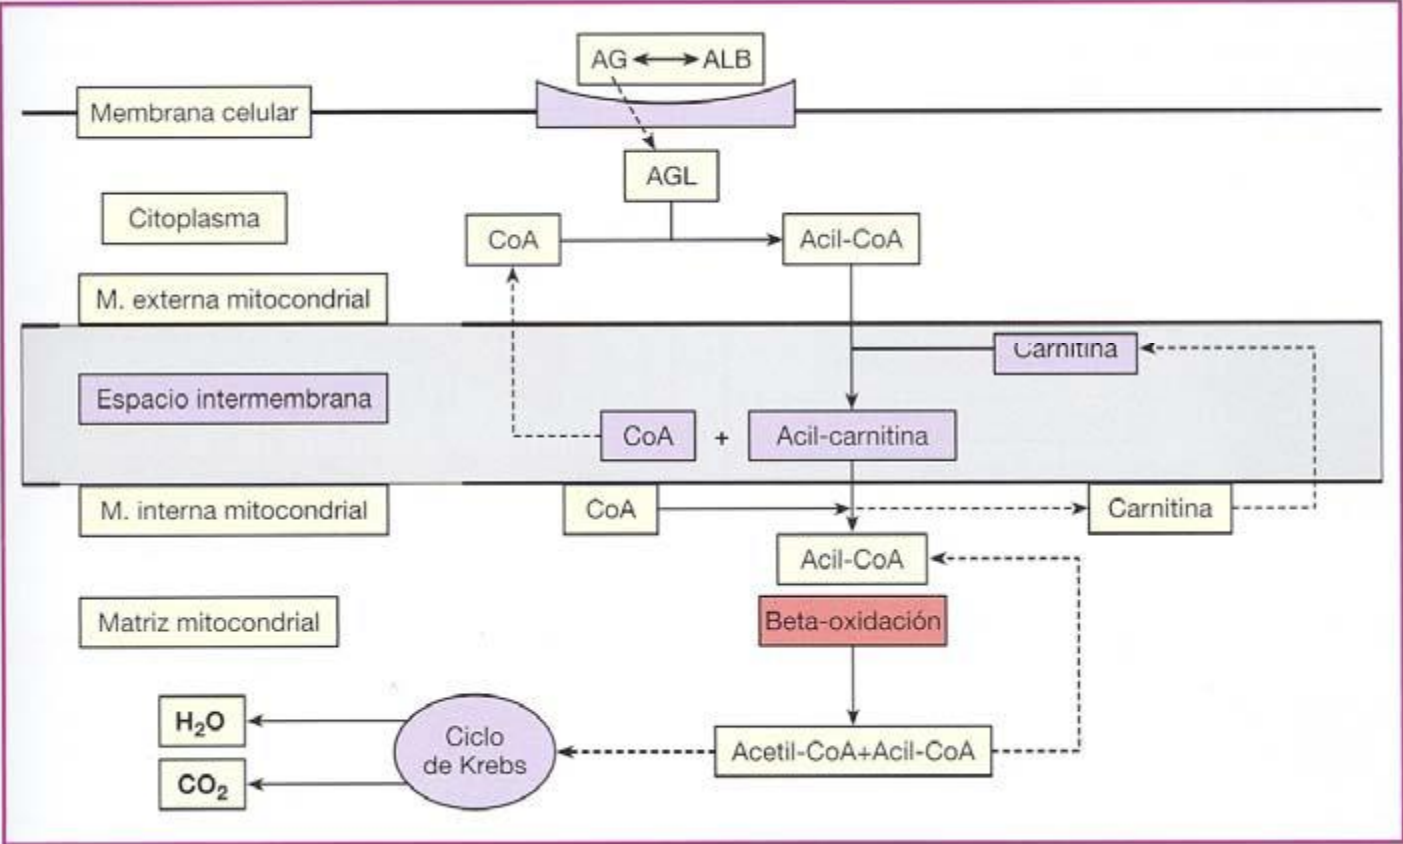 AG ALB
Membrana celular
AGL
Citoplasma
CoA
Acil-CoA
M. externa mitocondrial
Carnitina
Espacio intermembrana
CoA + Acil-carnitina
M. interna mitocondrial
CoA
Carnitina
Acil-CoA
Matriz mitocondrial
Beta-oxidación
H₂O
Ciclo
de Krebs
Acetil-CoA+Acil-CoA
CO₂